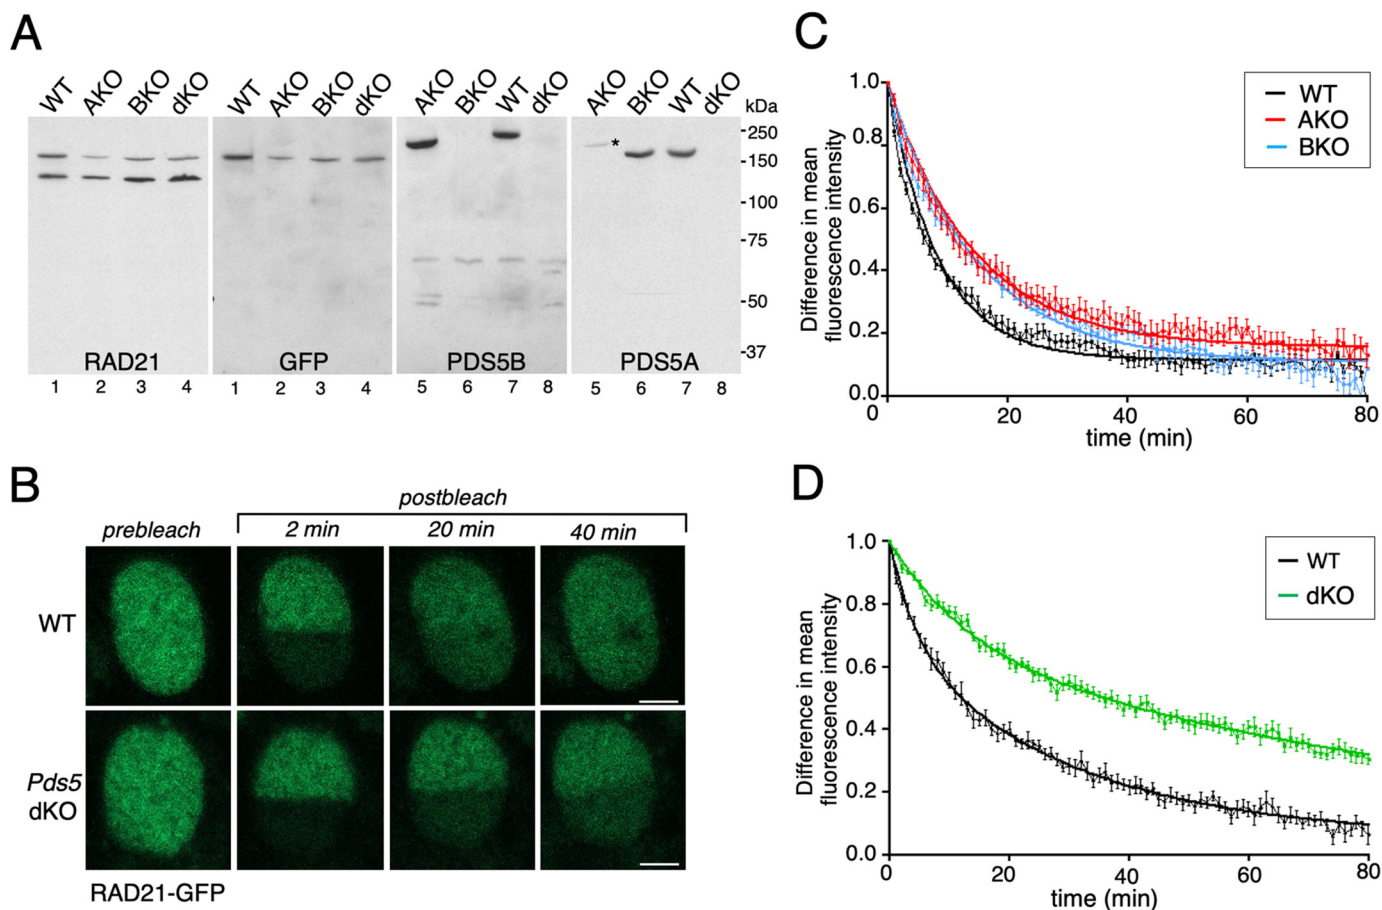 A
WT AKO BKO dKO WT AKO BKO dKO AKO BKO WT dKO AKO BKO WT dKO
kDa
-250
-150
-100
-75
-50
-37
*
RAD21 GFP PDS5B PDS5A
1 2 3 4 1 2 3 4 5 6 7 8 5 6 7 8
B
postbleach
prebleach 2 min 20 min 40 min
WT
Pds5
dKO
RAD21-GFP
C
Difference in mean
fluorescence intensity
1.0
0.8
0.6
0.4
0.2
0.0
0 20 40 60 80
time (min)
WT
AKO
BKO
D
Difference in mean
fluorescence intensity
1.0
0.8
0.6
0.4
0.2
0.0
0 20 40 60 80
time (min)
WT
dKO